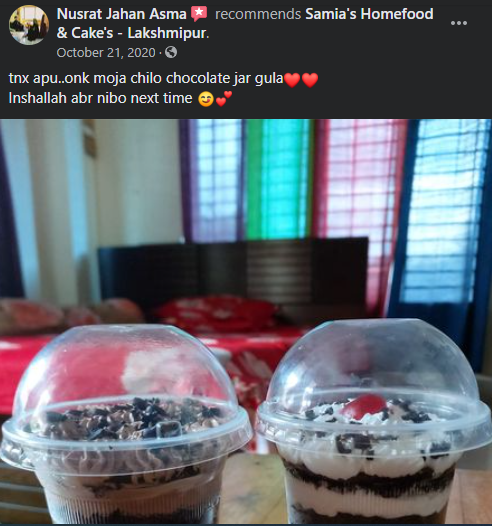 Nusrat Jahan Asma recommends Samia's Homefood
& Cake's - Lakshmipur.
October 21, 2020 ·
tnx apu..onk moja chilo chocolate jar gula❤️❤️
Inshallah abr nibo next time 😊💕